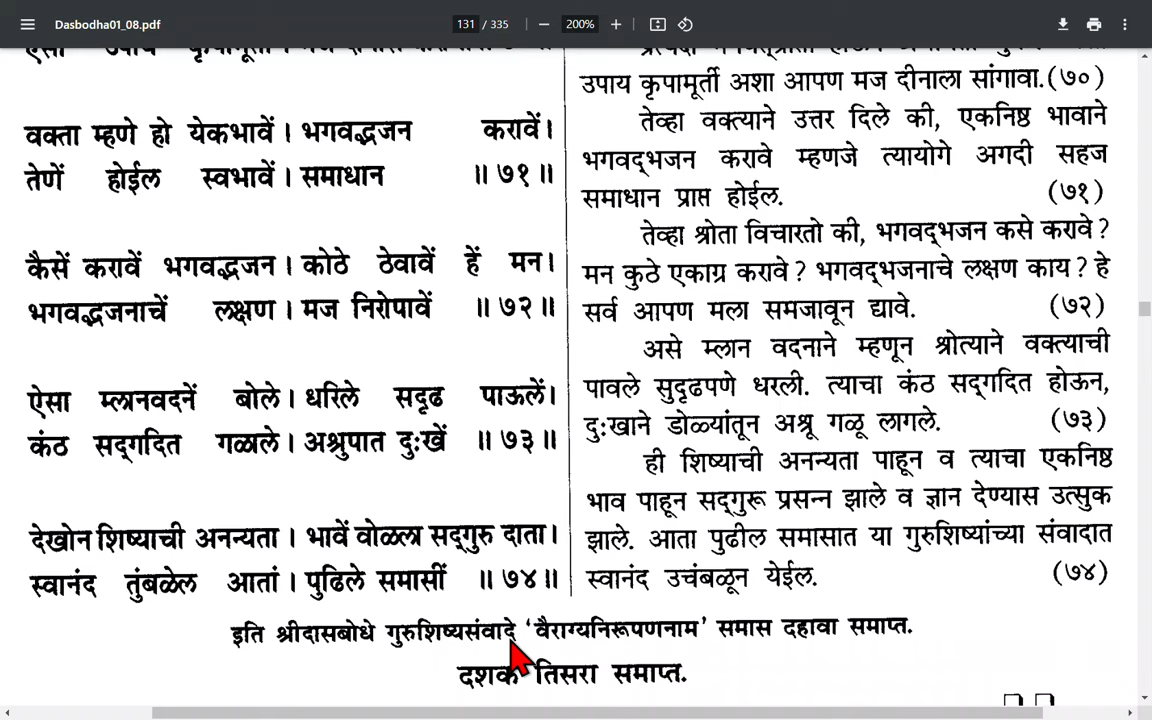 Dasbodha01_08.pdf
131 / 335
200%
वक्ता म्हणे हो येकभावें। भगवद्भजन करावें।
तेणें होईल स्वभावें। समाधान ॥ ७१ ॥
कैसें करावें भगवद्भजन। कोठे ठेवावें हें मन।
भगवद्भजनाचें लक्षण । मज निरोपावें ॥ ७२ ॥
ऐसा म्लानवदनें बोले। धरिले सदृढ पाऊलें।
कंठ सद्‌गदित गळाले। अश्रुपात दुःखें ॥ ७३ ॥
देखोन शिष्याची अनन्यता । भावें वोळला सद्‌गुरु दाता।
स्वानंद तुंबळेल आतां। पुढिले समासीं ॥ ७४ ॥
उपाय कृपामूर्ती अशा आपण मज दीनाला सांगावा.(७०)
तेव्हा वक्त्याने उत्तर दिले की, एकनिष्ठ भावाने
भगवद्‌भजन करावे म्हणजे त्यायोगे अगदी सहज
समाधान प्राप्त होईल. (७१)
तेव्हा श्रोता विचारतो की, भगवद्‌भजन कसे करावे ?
मन कुठे एकाग्र करावे ? भगवद्‌भजनाचे लक्षण काय ? हे
सर्व आपण मला समजावून द्यावे. (७२)
असे म्लान वदनाने म्हणून श्रोत्याने वक्त्याची
पावले सुदृढपणे धरली. त्याचा कंठ सद्‌गदित होऊन,
दुःखाने डोळ्यांतून अश्रू गळू लागले. (७३)
ही शिष्याची अनन्यता पाहून व त्याचा एकनिष्ठ
भाव पाहून सद्‌गुरू प्रसन्न झाले व ज्ञान देण्यास उत्सुक
झाले. आता पुढील समासात या गुरुशिष्यांच्या संवादात
स्वानंद उचंबळून येईल. (७४)
इति श्रीदासबोधे गुरुशिष्यसंवादे 'वैराग्यनिरूपणनाम' समास दहावा समाप्त.
दशक तिसरा समाप्त.